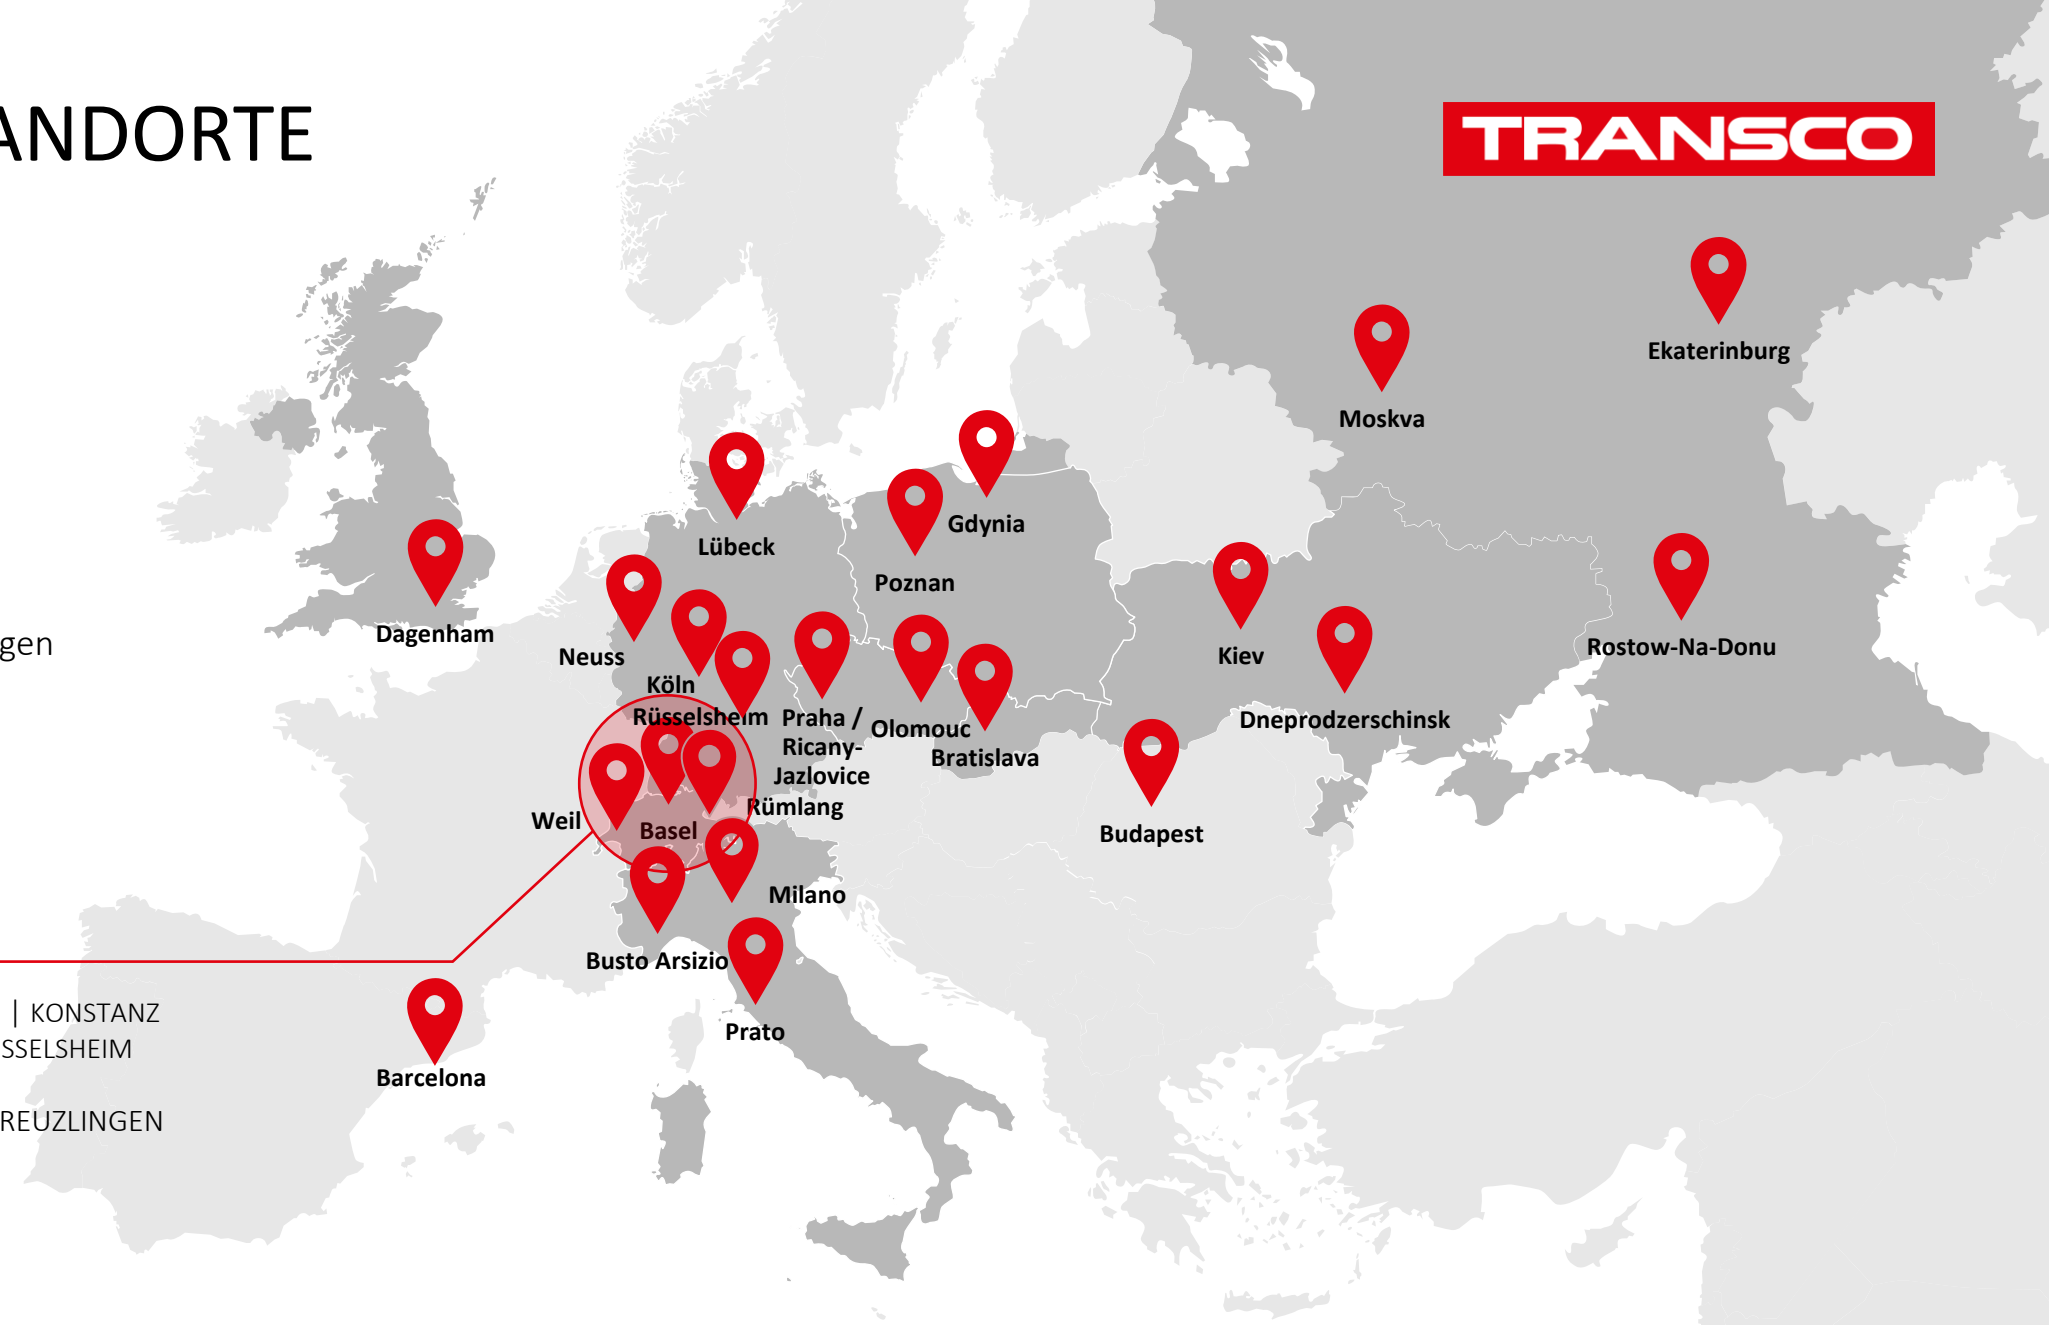 ANDORTE
TRANSCO
Ekaterinburg
Moskva
Gdynia
Lübeck
Poznan
Dagenham
gen
Neuss
Kiev
Rostow-Na-Donu
Köln
Rüsselsheim
Praha /
Ricany-
Jazlovice
Olomouc
Bratislava
Dneprodzerschinsk
Rümlang
Weil
Basel
Budapest
Milano
Busto Arsizio
Prato
| KONSTANZ
SSELSHEIM
Barcelona
REUZLINGEN